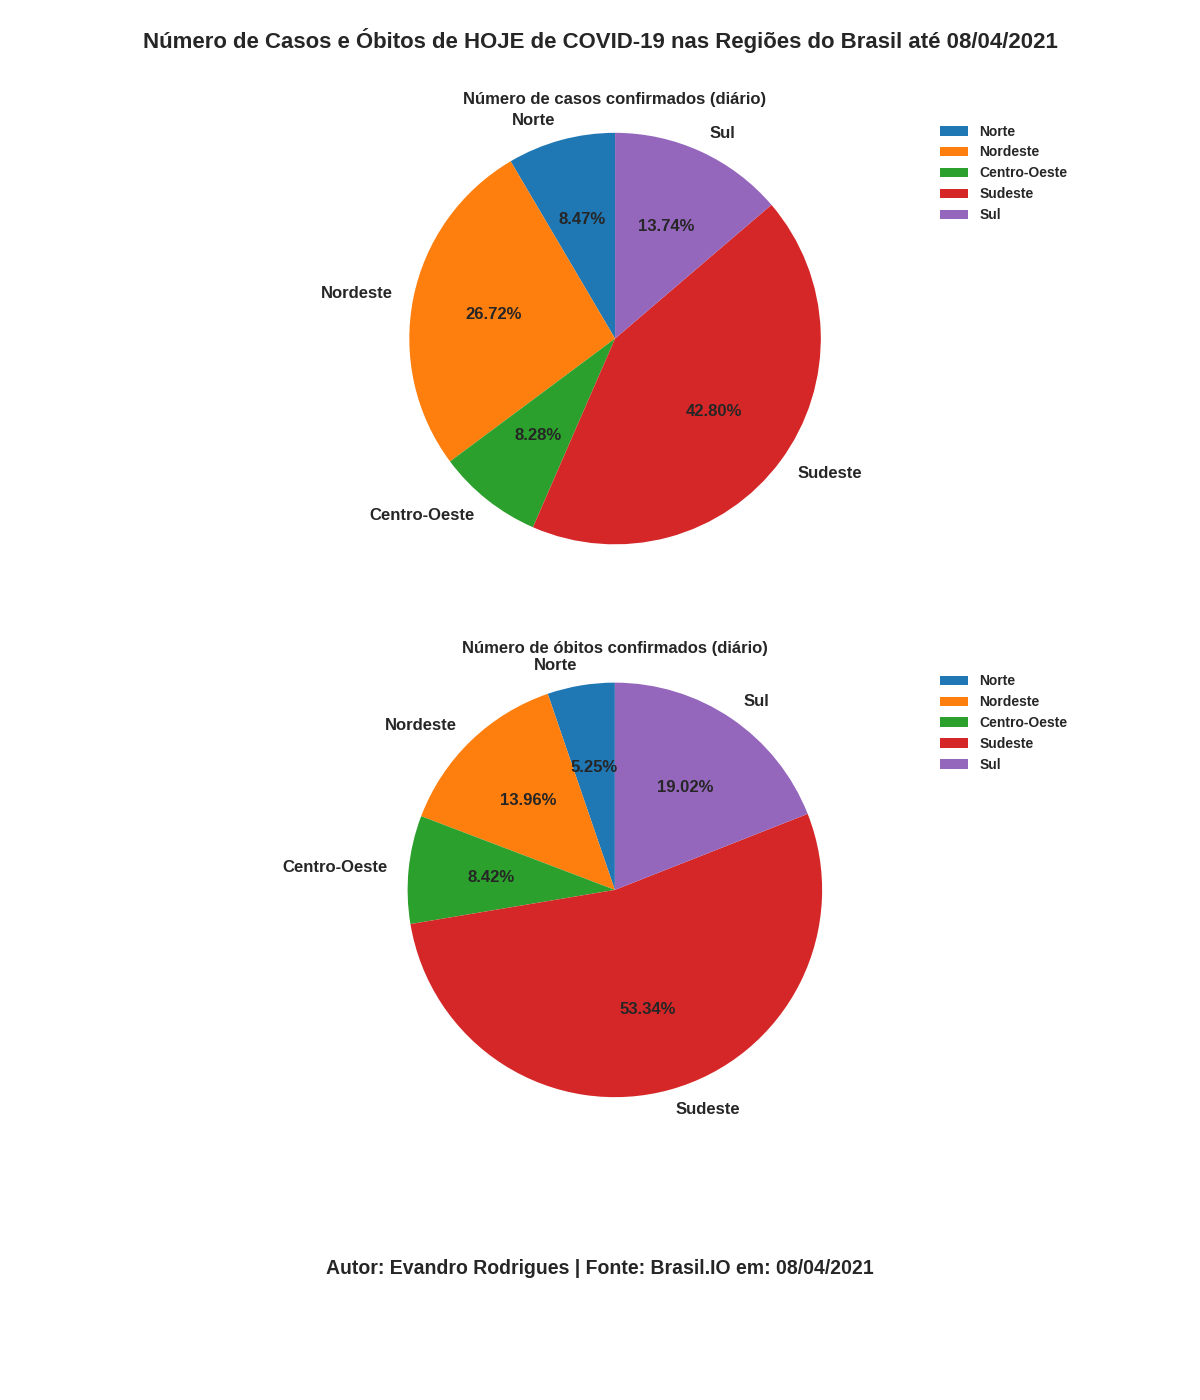 Número de Casos e Óbitos de HOJE de COVID-19 nas Regiões do Brasil até 08/04/2021
Número de casos confirmados (diário)
Norte
Sul
8.47%
13.74%
Nordeste
26.72%
42.80%
8.28%
Sudeste
Centro-Oeste
Norte
Nordeste
Centro-Oeste
Sudeste
Sul
Número de óbitos confirmados (diário)
Norte
Sul
Nordeste
5.25%
19.02%
13.96%
Centro-Oeste
8.42%
53.34%
Sudeste
Norte
Nordeste
Centro-Oeste
Sudeste
Sul
Autor: Evandro Rodrigues | Fonte: Brasil.IO em: 08/04/2021